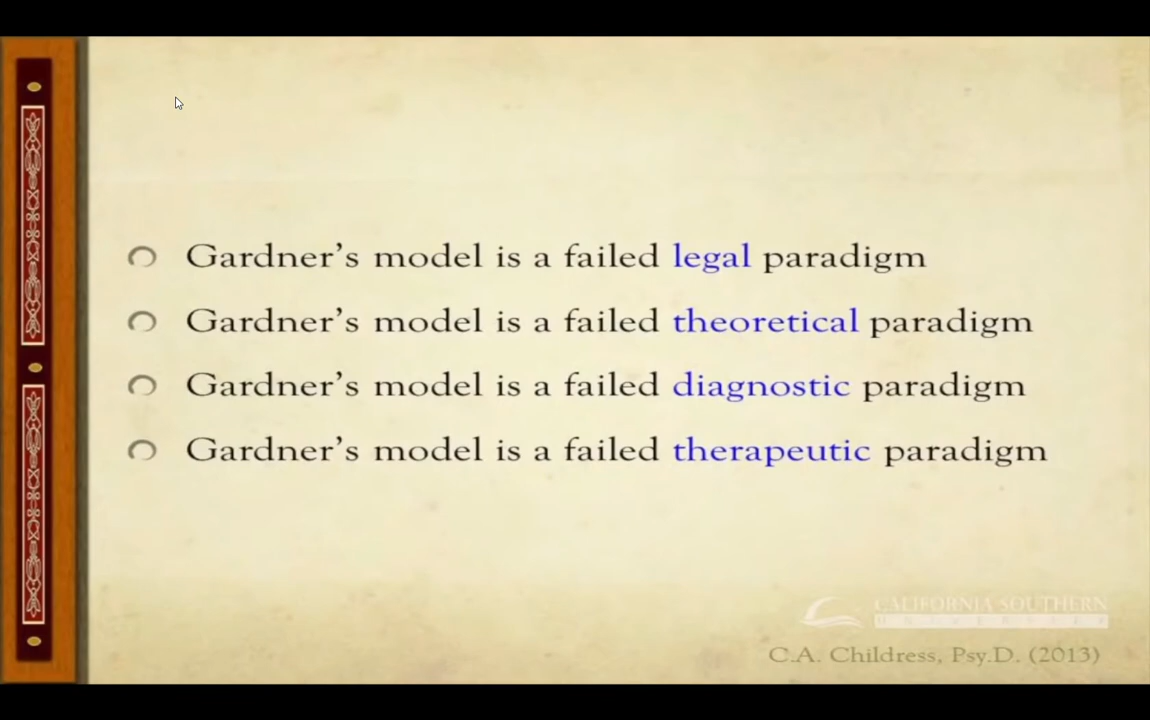 Gardner’s model is a failed legal paradigm
Gardner’s model is a failed theoretical paradigm
Gardner’s model is a failed diagnostic paradigm
Gardner’s model is a failed therapeutic paradigm
CALIFORNIA SOUTHERN
UNIVERSITY
C.A. Childress, Psy.D. (2013)